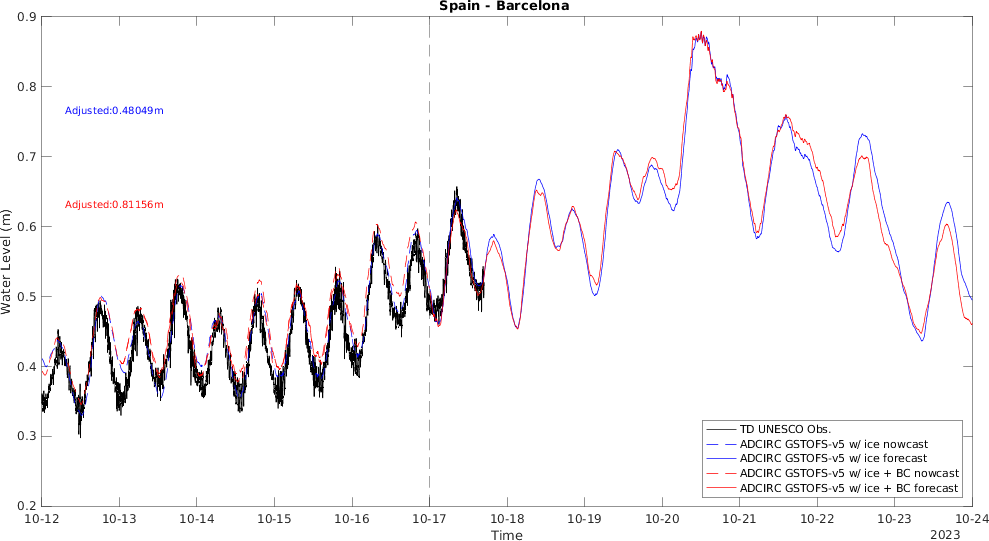 Spain - Barcelona
0.9
0.8
0.7
0.6
0.5
0.4
0.3
0.2
Water Level (m)
Adjusted:0.48049m
Adjusted:0.81156m
TD UNESCO Obs.
ADCIRC GSTOFS-v5 w/ ice nowcast
ADCIRC GSTOFS-v5 w/ ice forecast
ADCIRC GSTOFS-v5 w/ ice + BC nowcast
ADCIRC GSTOFS-v5 w/ ice + BC forecast
10-12 10-13 10-14 10-15 10-16 10-17 10-18 10-19 10-20 10-21 10-22 10-23 10-24
Time
2023